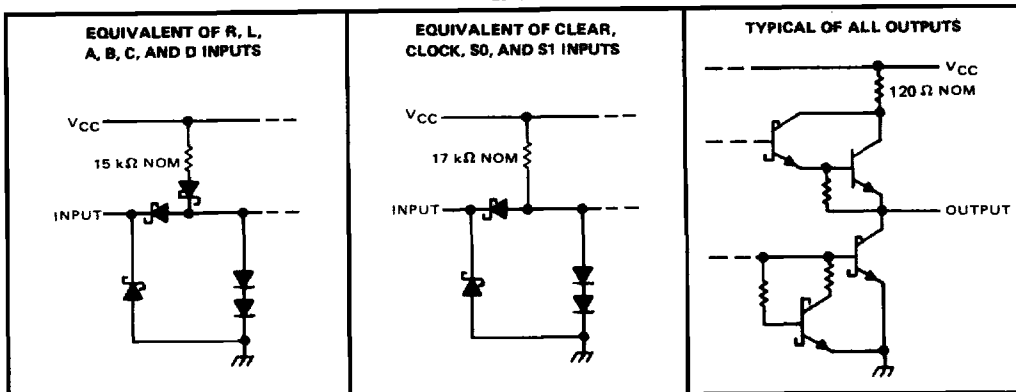 EQUIVALENT OF R, L,
A, B, C, AND D INPUTS
VCC
15 kΩ NOM
INPUT
EQUIVALENT OF CLEAR,
CLOCK, S0, AND S1 INPUTS
VCC
17 kΩ NOM
INPUT
TYPICAL OF ALL OUTPUTS
VCC
120 Ω NOM
OUTPUT